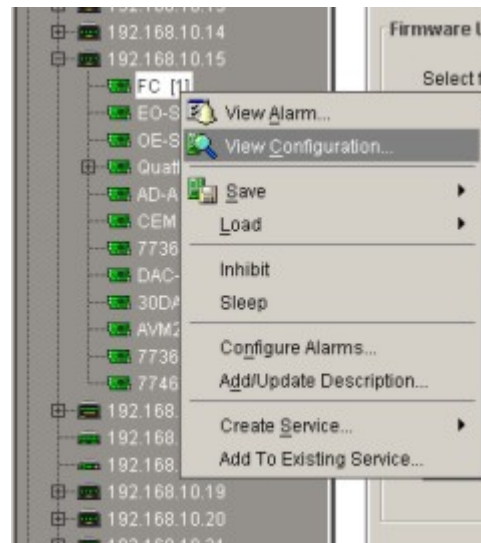 192.168.10.14
192.168.10.15
FC [1]
EO-S
OE-S
Quatt
AD-A
CEM
7736
DAC-
30DA
AVM2
7736
7746
192.168.
192.168.
192.168.
192.168.10.19
192.168.10.20
View Alarm...
View Configuration...
Save
Load
Inhibit
Sleep
Configure Alarms...
Add/Update Description...
Create Service...
Add To Existing Service...
Firmware U
Select t